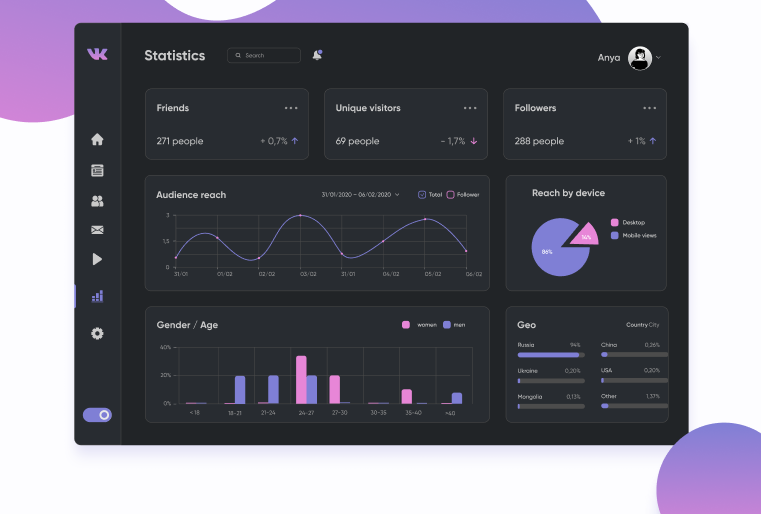 VK
Statistics
Search
Anya
Friends
271 people
+ 0,7%
Unique visitors
69 people
- 1,7%
Followers
288 people
+ 1%
Audience reach
31/01/2020 - 06/02/2020
Total
Follower
3
1,5
0
31/01
01/02
02/02
03/02
31/01
04/02
05/02
06/02
Reach by device
14%
86%
Desktop
Mobile views
Gender / Age
women
men
40%
20%
0%
< 18
18-21
21-24
24-27
27-30
30-35
35-40
>40
Geo
Country City
Russia 94%
China 0,26%
Ukraine 0,20%
USA 0,20%
Mongolia 0,13%
Other 1,37%